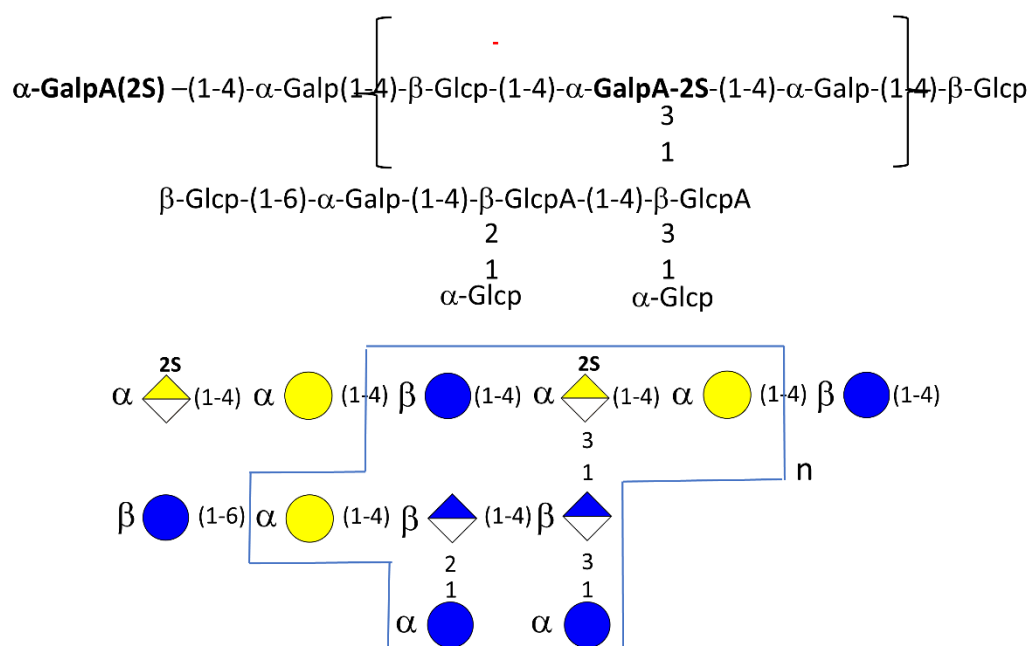 α-GalpA(2S) –(1-4)-α-Galp(1-4)-β-Glcp-(1-4)-α-GalpA-2S-(1-4)-α-Galp-(1-4)-β-Glcp
3
1
β-Glcp-(1-6)-α-Galp-(1-4)-β-GlcpA-(1-4)-β-GlcpA
2 3
1 1
α-Glcp α-Glcp
2S 2S
α (1-4) α (1-4) β (1-4) α (1-4) α (1-4) β (1-4)
3
1 n
β (1-6) α (1-4) β (1-4) β
2 3
1 1
α α